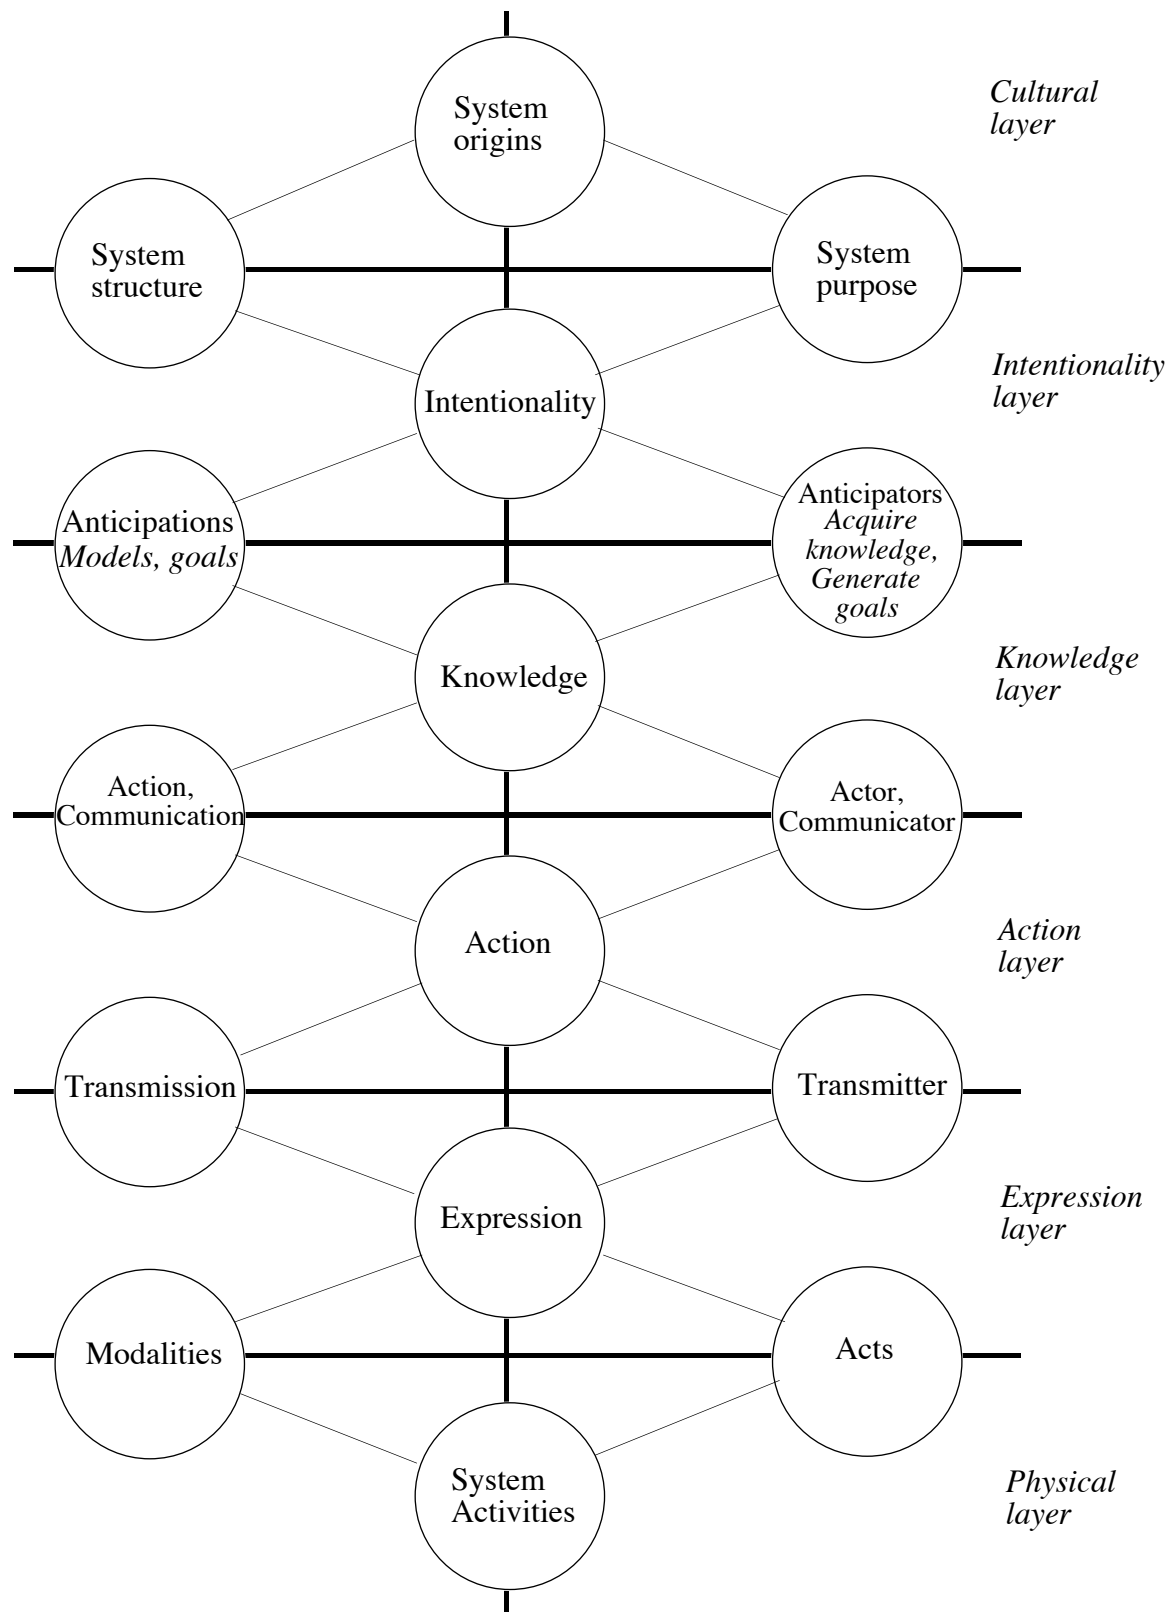 System
origins
Cultural
layer
System
structure
System
purpose
Intentionality
Intentionality
layer
Anticipations
Models, goals
Anticipators
Acquire
knowledge,
Generate
goals
Knowledge
Knowledge
layer
Action,
Communication
Actor,
Communicator
Action
Action
layer
Transmission
Transmitter
Expression
Expression
layer
Modalities
Acts
System
Activities
Physical
layer